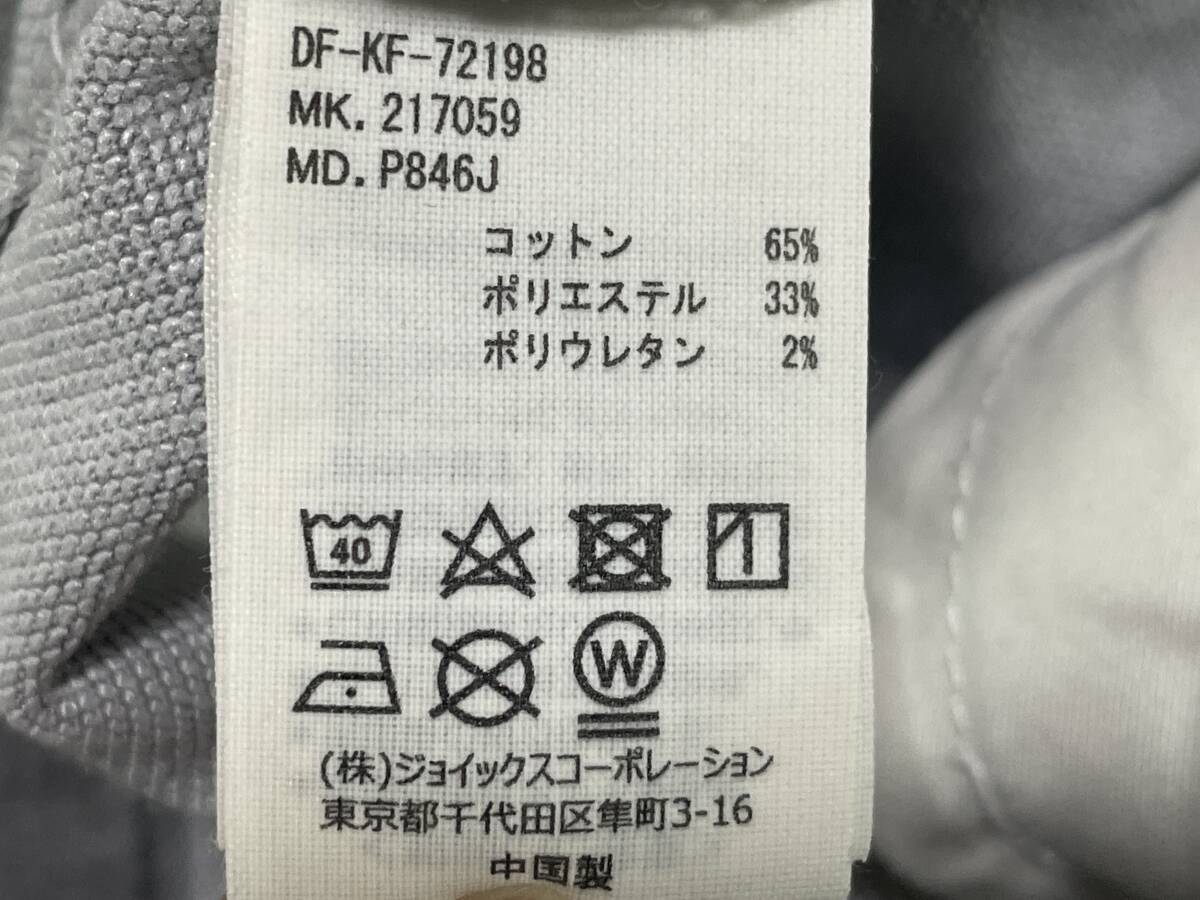 DF-KF-72198
MK. 217059
MD. P846J
コットン 65%
ポリエステル 33%
ポリウレタン 2%
40
W
(株)ジョイックスコーポレーション
東京都千代田区隼町3-16
中国製